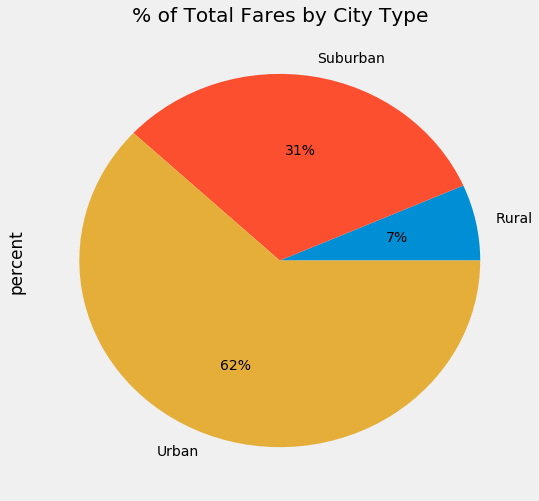 % of Total Fares by City Type
Suburban
31%
Rural
7%
percent
62%
Urban